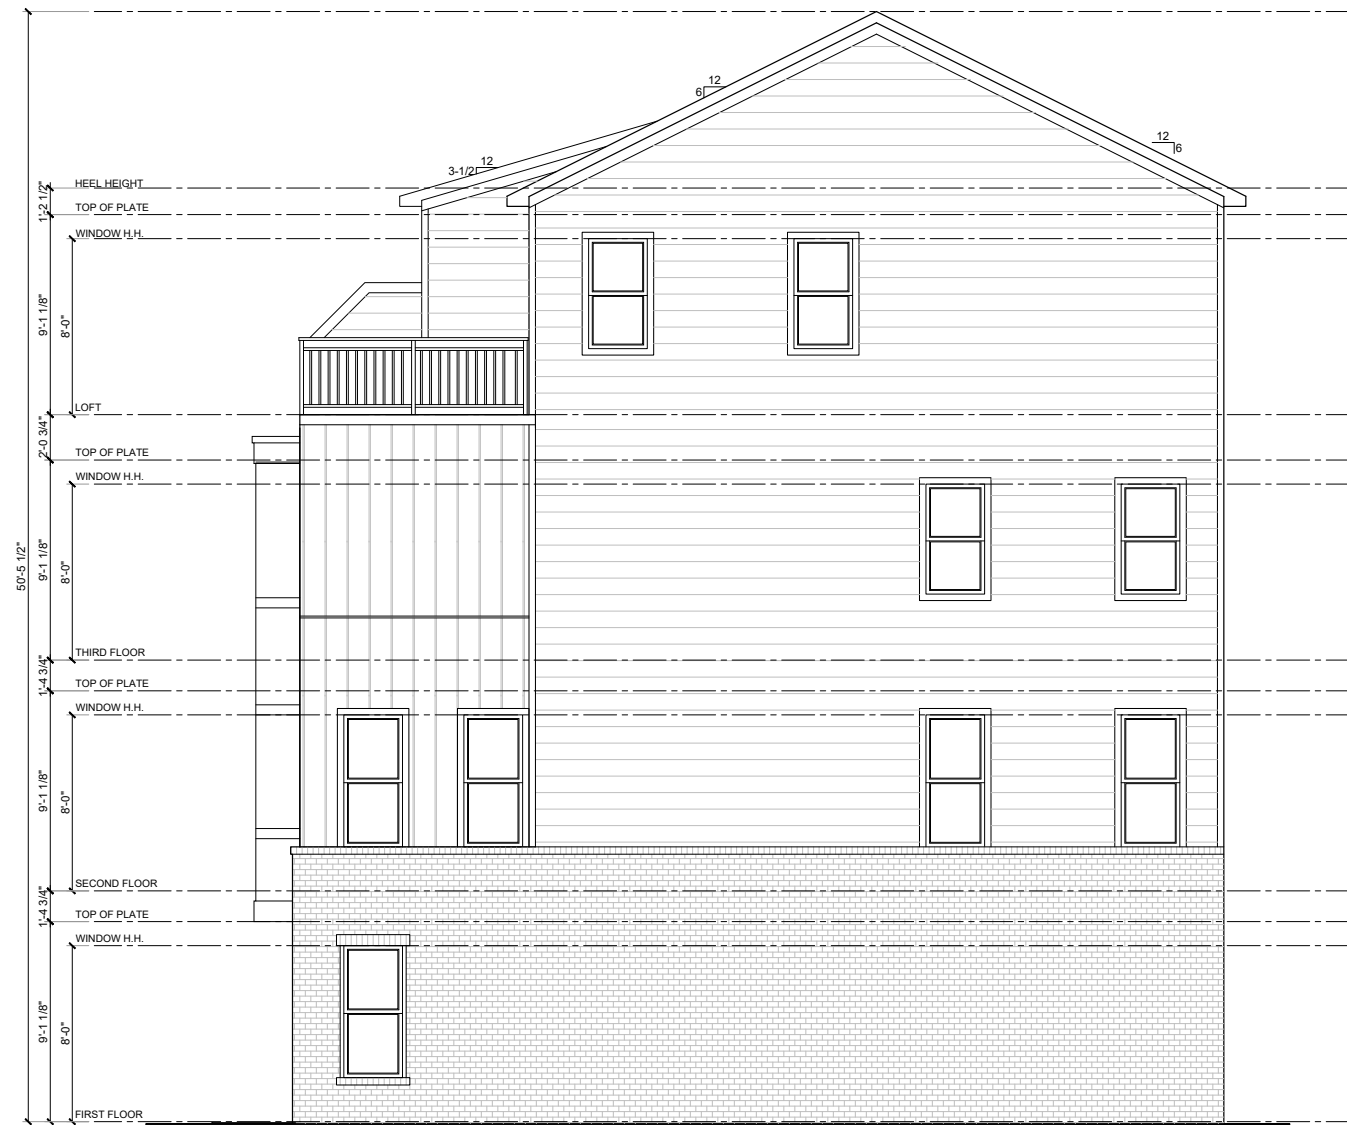 12
6
12
6
12
3-1/2
HEEL HEIGHT
1'-2 1/2"
TOP OF PLATE
WINDOW H.H.
9'-1 1/8"
8'-0"
LOFT
2'-0 3/4"
TOP OF PLATE
WINDOW H.H.
50'-5 1/2"
9'-1 1/8"
8'-0"
THIRD FLOOR
1'-4 3/4"
TOP OF PLATE
WINDOW H.H.
9'-1 1/8"
8'-0"
SECOND FLOOR
1'-4 3/4"
TOP OF PLATE
WINDOW H.H.
9'-1 1/8"
8'-0"
FIRST FLOOR